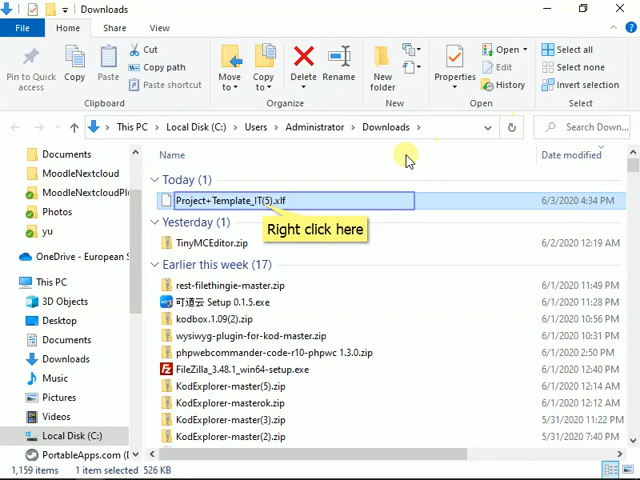 Downloads
File
Home
Share
View
Pin to Quick access
Copy
Paste
Cut
Copy path
Paste shortcut
Clipboard
Move to
Copy to
Delete
Rename
Organize
New folder
New
Properties
Open
Edit
History
Open
Select all
Select none
Invert selection
Select
This PC > Local Disk (C:) > Users > Administrator > Downloads >
Search Down...
Name
Date modified
Documents
MoodleNextcloud
MoodleNextcloudPl
Photos
yu
OneDrive - European S
This PC
3D Objects
Desktop
Documents
Downloads
Music
Pictures
Videos
Local Disk (C:)
PortableApps.com (D
Today (1)
Project+Template_IT(5).xlf 6/3/2020 4:34 PM
Right click here
Yesterday (1)
TinyMCEditor.zip 6/2/2020 12:19 AM
Earlier this week (17)
rest-filethingie-master.zip 6/1/2020 11:49 PM
可道云 Setup 0.1.5.exe 6/1/2020 11:28 PM
kodbox.1.09(2).zip 6/1/2020 10:56 PM
wysiwyg-plugin-for-kod-master.zip 6/1/2020 10:31 PM
phpwebcommander-code-r10-phpwc 1.3.0.zip 6/1/2020 2:50 PM
FileZilla_3.48.1_win64-setup.exe 6/1/2020 12:40 PM
KodExplorer-master(5).zip 6/1/2020 12:14 AM
KodExplorer-masterok.zip 6/1/2020 12:12 AM
KodExplorer-master(3).zip 5/31/2020 11:22 PM
KodExplorer-master(2).zip 5/31/2020 7:40 PM
1,159 items
1 item selected 526 KB